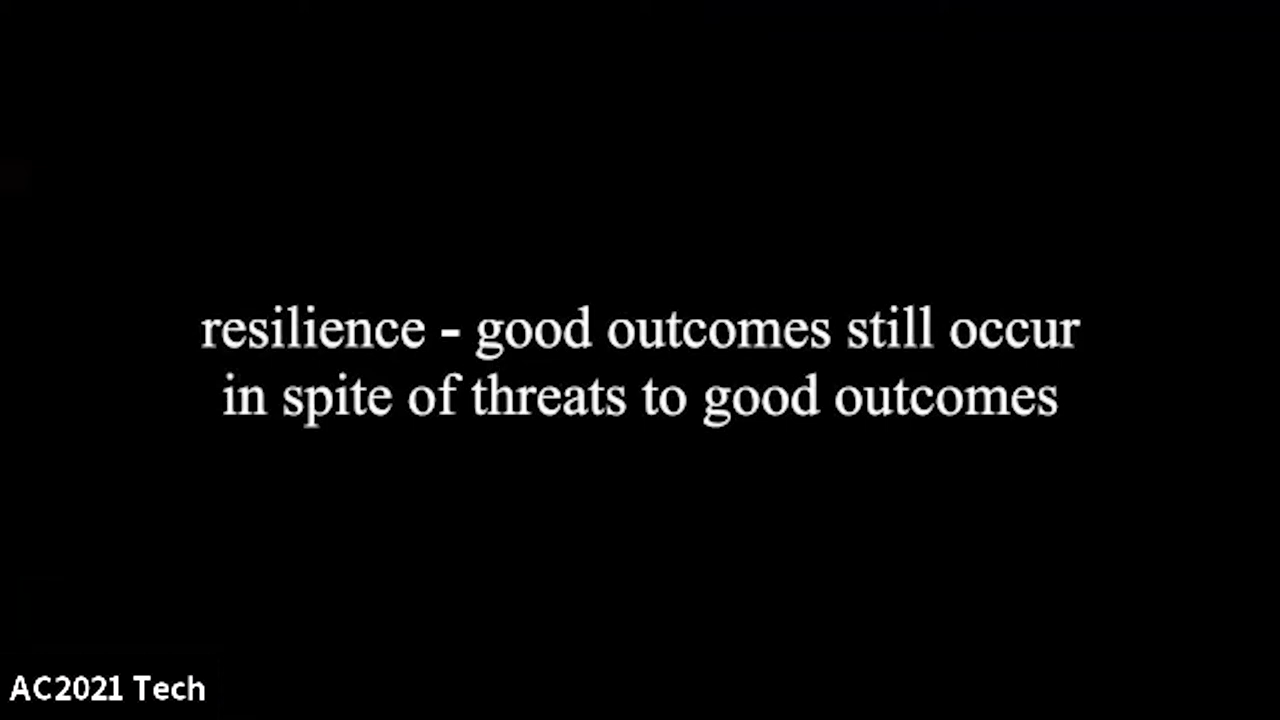 resilience - good outcomes still occur
in spite of threats to good outcomes
AC2021 Tech